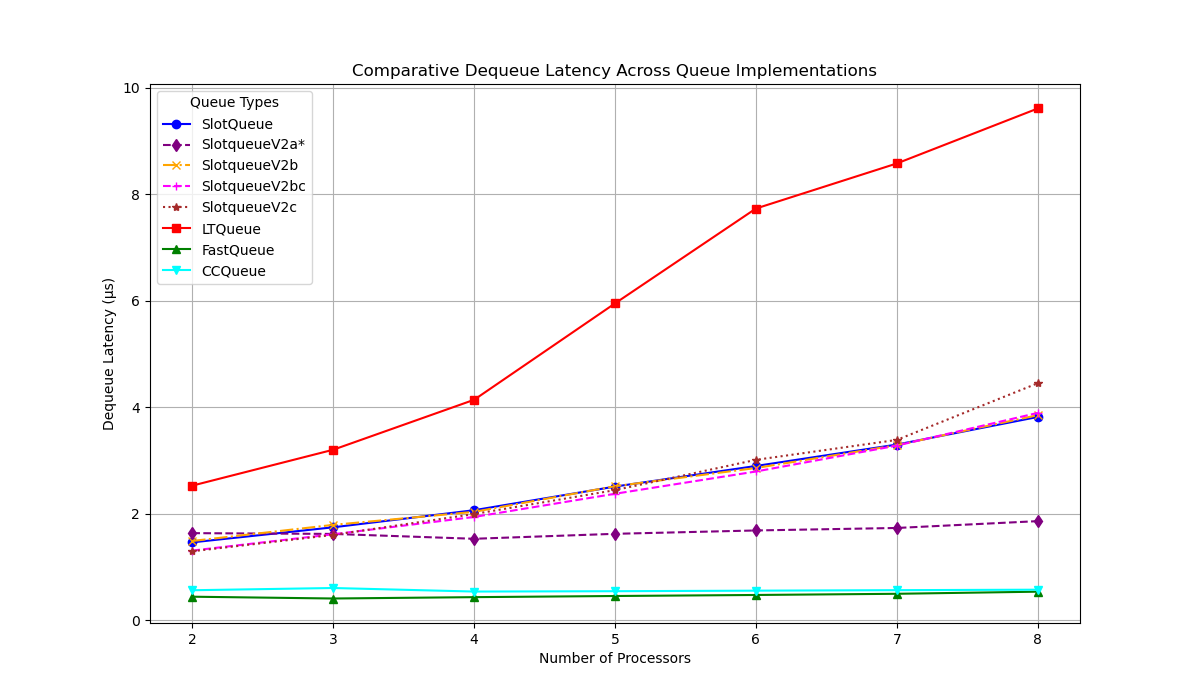 Comparative Dequeue Latency Across Queue Implementations
Queue Types
SlotQueue
SlotqueueV2a*
SlotqueueV2b
SlotqueueV2bc
SlotqueueV2c
LTQueue
FastQueue
CCQueue
Dequeue Latency (μs)
10
8
6
4
2
0
2 3 4 5 6 7 8
Number of Processors